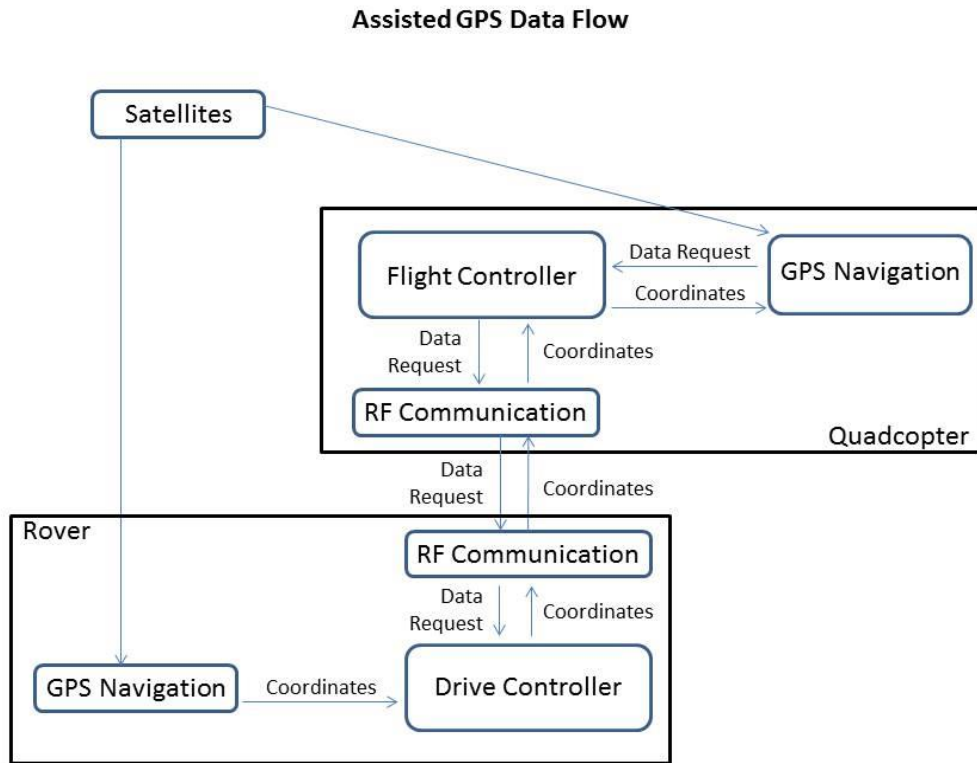 Assisted GPS Data Flow
Satellites
Flight Controller
Data Request
GPS Navigation
Coordinates
Data
Request
Coordinates
RF Communication
Quadcopter
Data
Request
Coordinates
Rover
RF Communication
Data
Request
Coordinates
GPS Navigation
Coordinates
Drive Controller